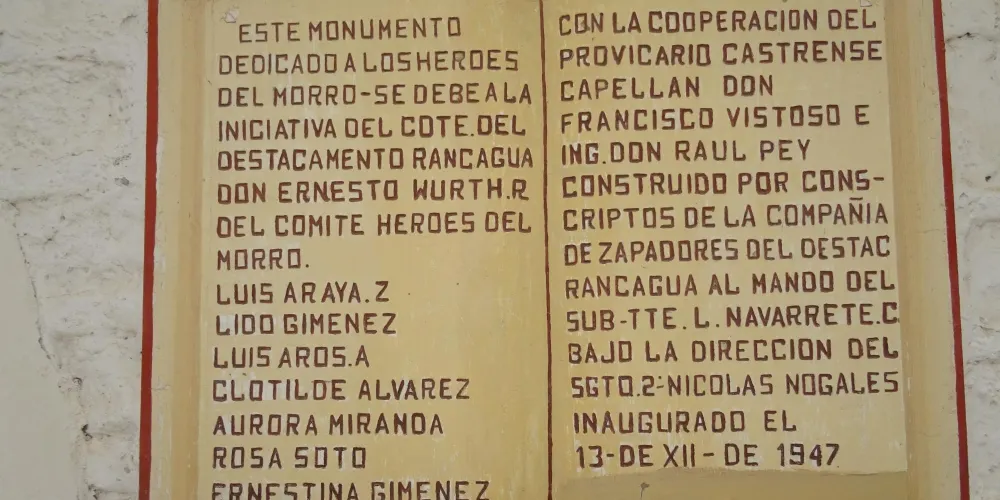 ESTE MONUMENTO
DEDICADO A LOS HEROES
DEL MORRO-SE DEBE A LA
INICIATIVA DEL COTE.DEL
DESTACAMENTO RANCAGUA
DON ERNESTO WURTH.R
DEL COMITE HEROES DEL
MORRO.
LUIS ARAYA.Z
LIDO GIMENEZ
LUIS AROS.A
CLOTILDE ALVAREZ
AURORA MIRANDA
ROSA SOTO
ERNESTINA GIMENEZ
CON LA COOPERACION DEL
PROVICARIO CASTRENSE
CAPELLAN DON
FRANCISCO VISTOSO E
ING.DON RAUL PEY
CONSTRUIDO POR CONS-
CRIPTOS DE LA COMPAÑIA
DE ZAPADORES DEL DESTAC
RANCAGUA AL MANDO DEL
SUB-TTE.L.NAVARRETE.C
BAJO LA DIRECCION DEL
SGTO.2º-NICOLAS NOGALES
INAUGURADO EL
13-DE XII-DE 1947